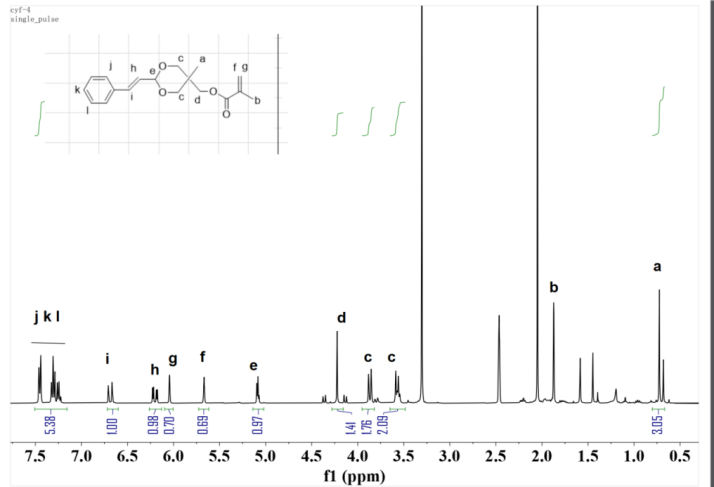 cyf-4
single_pulse
j
h
c
a
f
g
e
O
k
O
O
i
l
c
d
O
b
j k l
i
h
g
f
e
d
c
c
b
a
5.38
1.00
0.98
0.70
0.69
0.97
1.41
1.76
2.09
3.05
7.5 7.0 6.5 6.0 5.5 5.0 4.5 4.0 3.5 3.0 2.5 2.0 1.5 1.0 0.5
f1 (ppm)